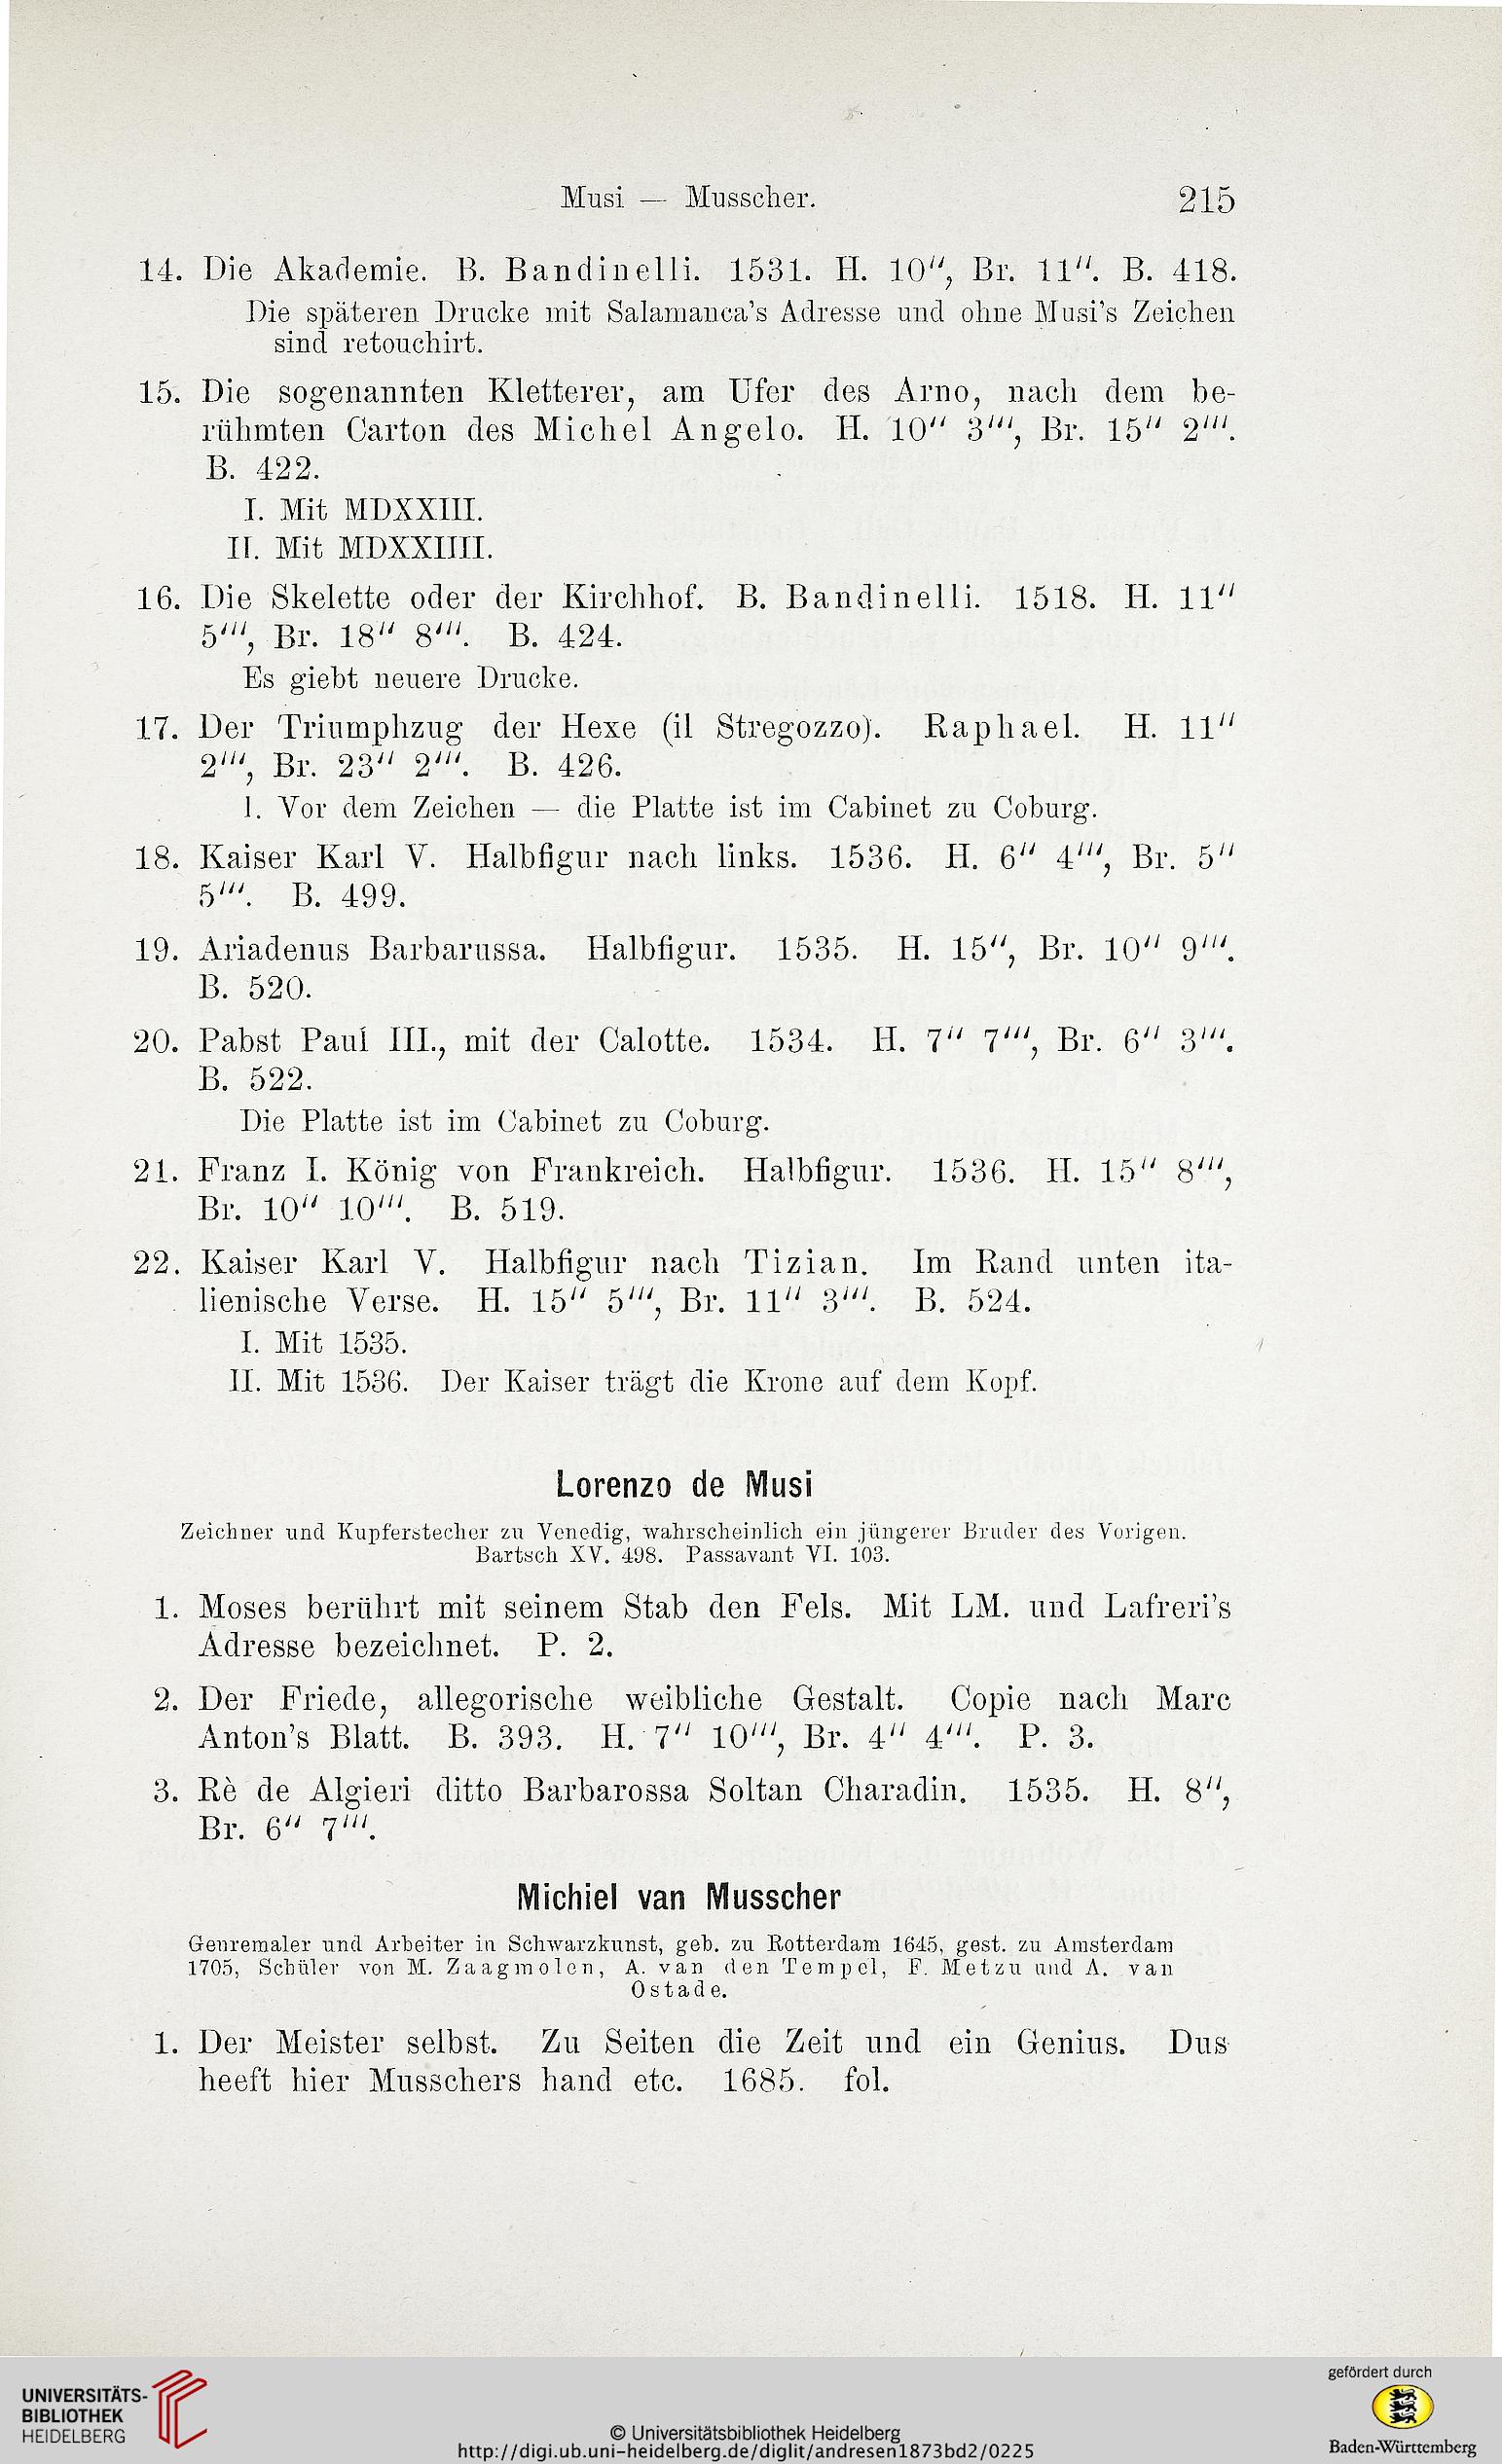 Musi — Musscher. 215
14. Die Akademie. B. Bandinelli. 1531. H. 10", Br. 11". B. 418.
Die späteren Drucke mit Salamanca's Adresse und ohne Musi's Zeichen
sind retouchirt.
15. Die sogenannten Kletterer, am Ufer des Arno, nach dem be-
rühmten Carton des Michel Angelo. H. 10" 3"', Br. 15" 2"'.
B. 422.
I. Mit MDXXIII.
II. Mit MDXXIIII.
16. Die Skelette oder der Kirchhof. B. Bandinelli. 1518. H. 11"
5"', Br. 18" 8"'. B. 424.
Es giebt neuere Drucke.
17. Der Triumphzug der Hexe (il Stregozzo). Raphael. H. 11"
2"', Br. 23" 2"'. B. 426.
I. Vor dem Zeichen — die Platte ist im Cabinet zu Coburg.
18. Kaiser Karl V. Halbfigur nach links. 1536. H. 6" 4"', Br. 5"
5"'. B. 499.
19. Ariadenus Barbarussa. Halbfigur. 1535. H. 15", Br. 10" 9"'.
B. 520.
20. Pabst Paul III., mit der Calotte. 1534. H. 7" 7"', Br. 6" 3"'.
B. 522.
Die Platte ist im Cabinet zu Coburg.
21. Franz I. König von Frankreich. Halbfigur. 1536. H. 15" 8"',
Br. 10" 10"'. B. 519.
22. Kaiser Karl V. Halbfigur nach Tizian. Im Rand unten ita-
lienische Verse. H. 15" 5"', Br. 11" 3"'. B. 524.
I. Mit 1535.
II. Mit 1536. Der Kaiser trägt die Krone auf dem Kopf.
Lorenzo de Musi
Zeichner und Kupferstecher zu Venedig, wahrscheinlich ein jüngerer Bruder des Vorigen.
Bartsch XV. 498. Passavant VI. 103.
1. Moses berührt mit seinem Stab den Fels. Mit LM. und Lafreri's
Adresse bezeichnet. P. 2.
2. Der Friede, allegorische weibliche Gestalt. Copie nach Marc
Anton's Blatt. B. 393. H. 7" 10"', Br. 4" 4"'. P. 3.
3. Rè de Algieri ditto Barbarossa Soltan Charadin. 1535. H. 8",
Br. 6" 7"'.
Michiel van Musscher
Genremaler und Arbeiter in Schwarzkunst, geb. zu Rotterdam 1645, gest. zu Amsterdam
1705, Schüler von M. Zaagmolen, A. van den Tempel, F. Metzu und A. van
Ostade.
1. Der Meister selbst. Zu Seiten die Zeit und ein Genius. Dus
heeft hier Musschers hand etc. 1685. fol.
UNIVERSITÄTS-
BIBLIOTHEK
HEIDELBERG
© Universitätsbibliothek Heidelberg
http://digi.ub.uni-heidelberg.de/diglit/andresen1873bd2/0225
gefördert durch
Baden-Württemberg